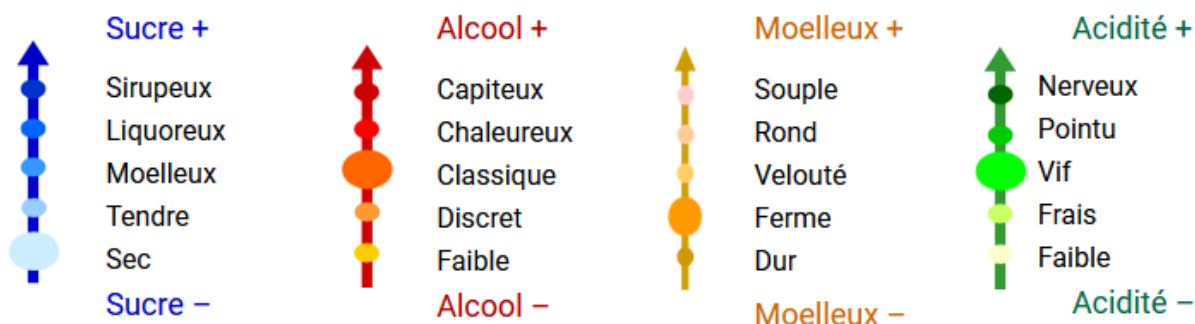 Sucre +
Sirupeux
Liquoreux
Moelleux
Tendre
Sec
Sucre –
Alcool +
Capiteux
Chaleureux
Classique
Discret
Faible
Alcool –
Moelleux +
Souple
Rond
Velouté
Ferme
Dur
Moelleux –
Acidité +
Nerveux
Pointu
Vif
Frais
Faible
Acidité –